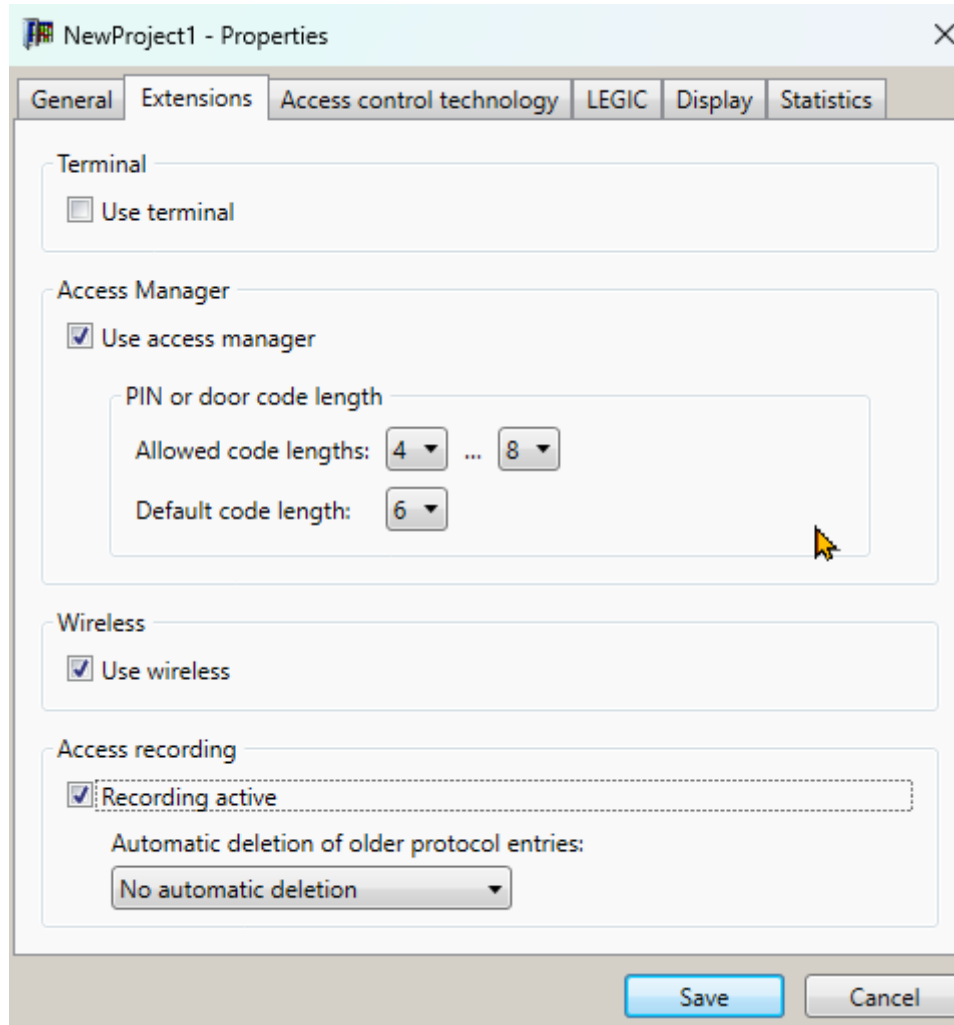 NewProject1 - Properties
General Extensions Access control technology LEGIC Display Statistics
Terminal
Use terminal
Access Manager
Use access manager
PIN or door code length
Allowed code lengths: 4 ... 8
Default code length: 6
Wireless
Use wireless
Access recording
Recording active
Automatic deletion of older protocol entries:
No automatic deletion
Save Cancel